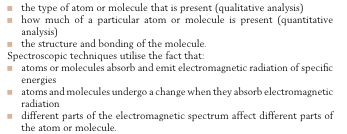 ■ the type of atom or molecule that is present (qualitative analysis)
■ how much of a particular atom or molecule is present (quantitative
analysis)
■ the structure and bonding of the molecule.
Spectroscopic techniques utilise the fact that:
■ atoms or molecules absorb and emit electromagnetic radiation of specific
energies
■ atoms and molecules undergo a change when they absorb electromagnetic
radiation
■ different parts of the electromagnetic spectrum affect different parts of
the atom or molecule.